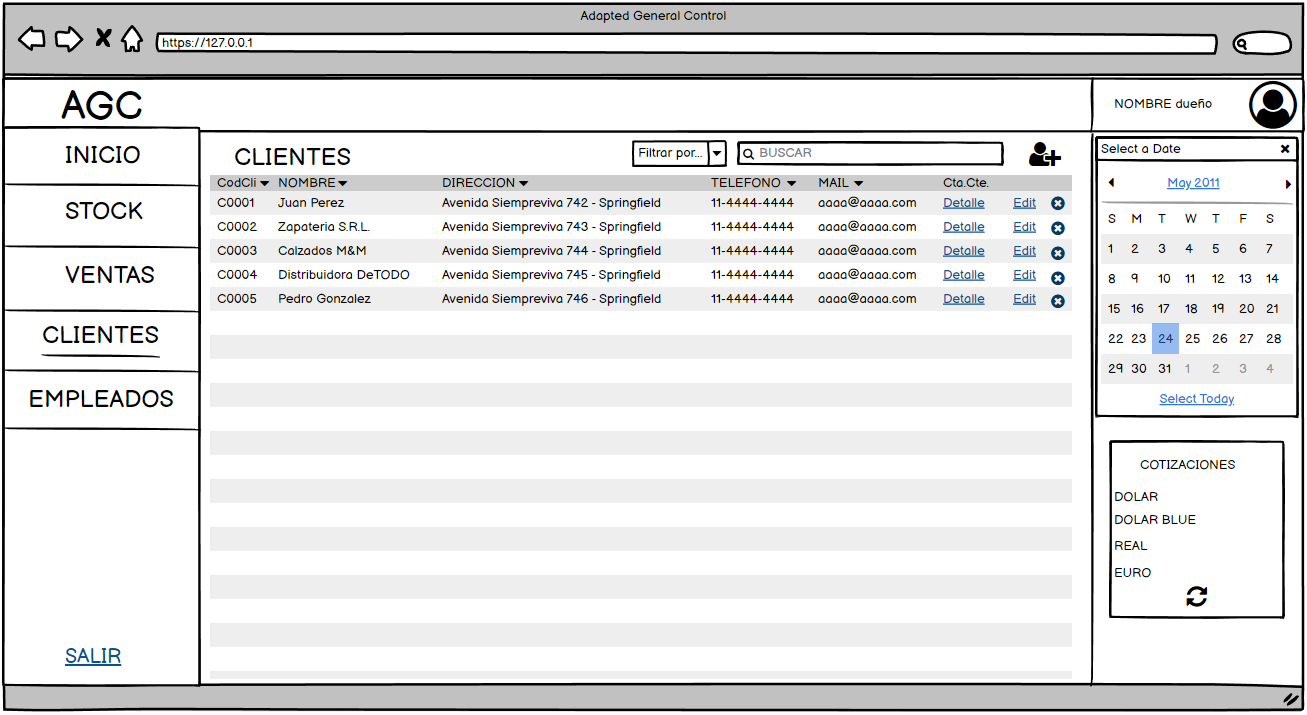 Adapted General Control
https://127.0.0.1
AGC
NOMBRE dueño
INICIO
STOCK
VENTAS
CLIENTES
EMPLEADOS
SALIR
CLIENTES
Filtrar por...
BUSCAR
CodCli NOMBRE DIRECCION TELEFONO MAIL Cta.Cte.
C0001 Juan Perez Avenida Siempreviva 742 - Springfield 11-4444-4444 aaaa@aaaa.com Detalle Edit
C0002 Zapateria S.R.L. Avenida Siempreviva 743 - Springfield 11-4444-4444 aaaa@aaaa.com Detalle Edit
C0003 Calzados M&M Avenida Siempreviva 744 - Springfield 11-4444-4444 aaaa@aaaa.com Detalle Edit
C0004 Distribuidora DeTODO Avenida Siempreviva 745 - Springfield 11-4444-4444 aaaa@aaaa.com Detalle Edit
C0005 Pedro Gonzalez Avenida Siempreviva 746 - Springfield 11-4444-4444 aaaa@aaaa.com Detalle Edit
Select a Date
May 2011
S M T W T F S
1 2 3 4 5 6 7
8 9 10 11 12 13 14
15 16 17 18 19 20 21
22 23 24 25 26 27 28
29 30 31 1 2 3 4
Select Today
COTIZACIONES
DOLAR
DOLAR BLUE
REAL
EURO